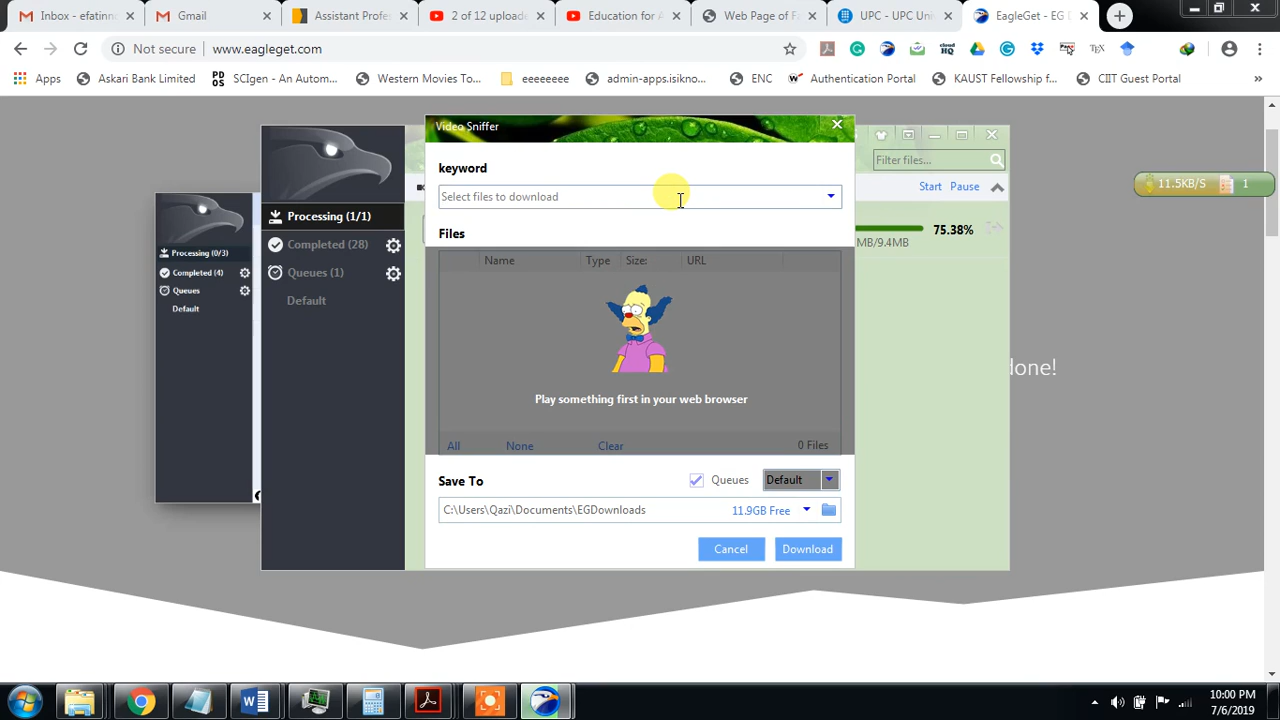 Inbox - efatinn
Gmail
Assistant Profe
2 of 12 uploade
Education for A
Web Page of Fa
UPC - UPC Uni
EagleGet - EG D
Not secure
www.eagleget.com
Apps
Askari Bank Limited
SCIgen - An Autom...
Western Movies To...
eeeeeeee
admin-apps.isikno...
ENC
Authentication Portal
KAUST Fellowship f...
CIIT Guest Portal
Video Sniffer
keyword
Select files to download
Files
Name Type Size: URL
Play something first in your web browser
All None Clear 0 Files
Save To
Queues Default
C:\Users\Qazi\Documents\EGDownloads 11.9GB Free
Cancel Download
Processing (1/1)
Completed (28)
Queues (1)
Default
Processing (0/3)
Completed (4)
Queues
Default
Filter files...
Start Pause
75.38%
MB/9.4MB
11.5KB/S 1
lone!
10:00 PM
7/6/2019